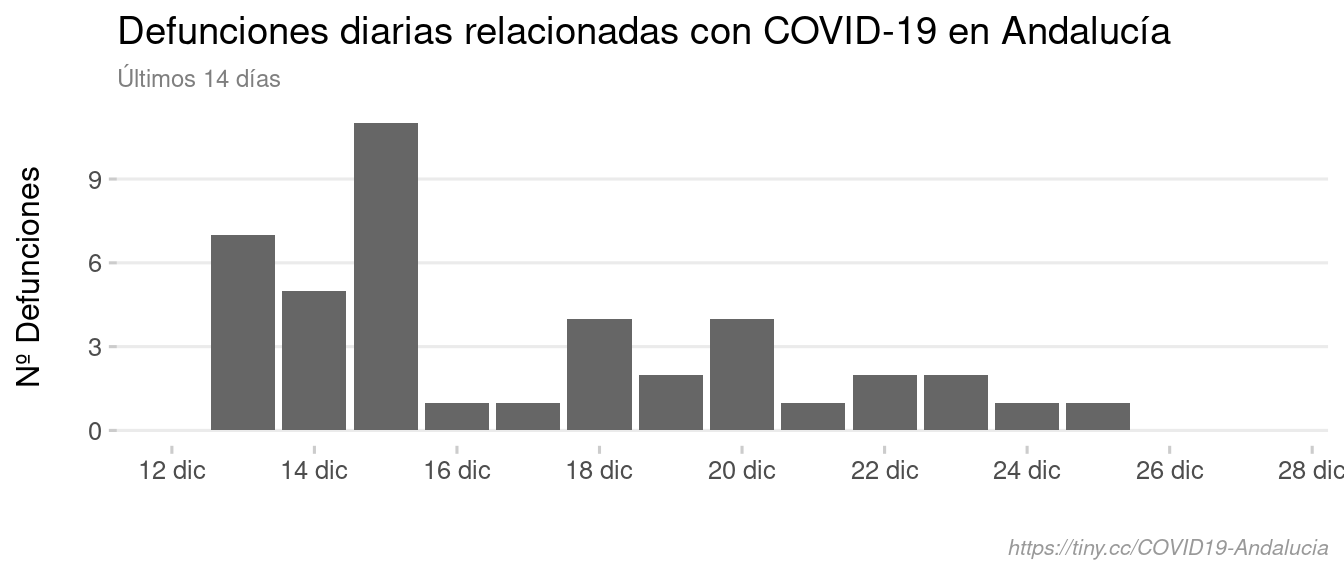 Defunciones diarias relacionadas con COVID-19 en Andalucía
Últimos 14 días
Nº Defunciones
9
6
3
0
12 dic
14 dic
16 dic
18 dic
20 dic
22 dic
24 dic
26 dic
28 dic
https://tiny.cc/COVID19-Andalucia